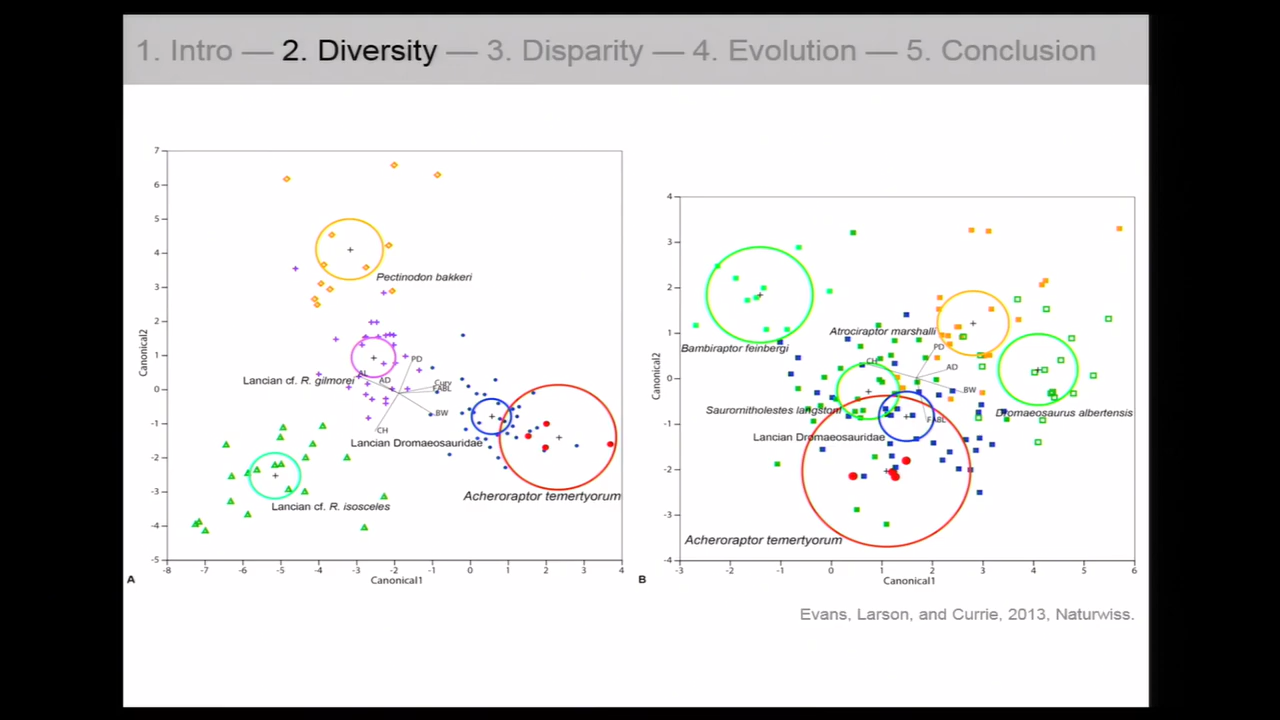 1. Intro — 2. Diversity — 3. Disparity — 4. Evolution — 5. Conclusion
7
6
5
4
3
2
1
0
-1
-2
-3
-4
-5
Canonical2
Pectinodon bakkeri
PD
AL
AD
Curv
FABL
BW
CH
Lancian cf. R. gilmorei
Lancian Dromaeosauridae
Acheroraptor temertyorum
Lancian cf. R. isosceles
-8 -7 -6 -5 -4 -3 -2 -1 0 1 2 3 4
Canonical1
A
4
3
2
1
0
-1
-2
-3
-4
Canonical2
Bambiraptor feinbergi
Atrociraptor marshalli
PD
CH
AD
BW
FABL
Saurornitholestes langstoni
Dromaeosaurus albertensis
Lancian Dromaeosauridae
Acheroraptor temertyorum
-3 -2 -1 0 1 2 3 4 5 6
Canonical1
B
Evans, Larson, and Currie, 2013, Naturwiss.